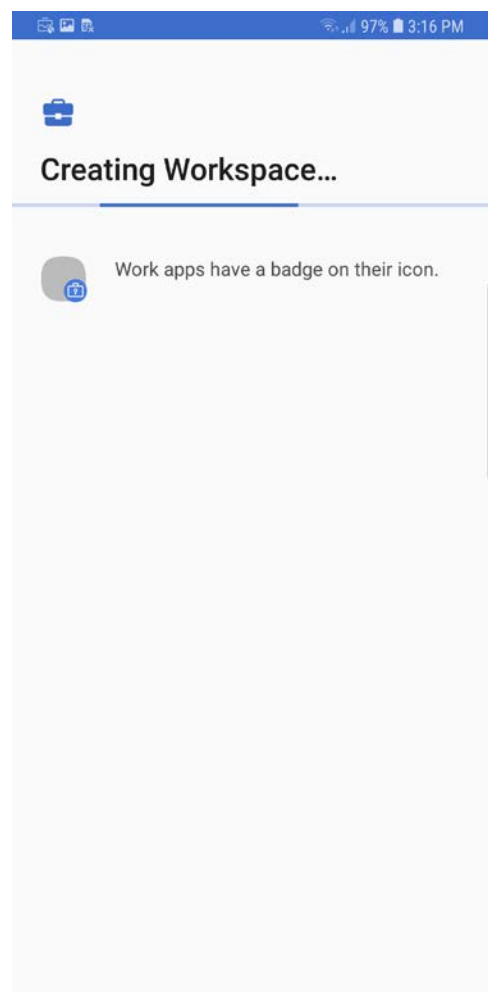 97% 3:16 PM
Creating Workspace...
Work apps have a badge on their icon.